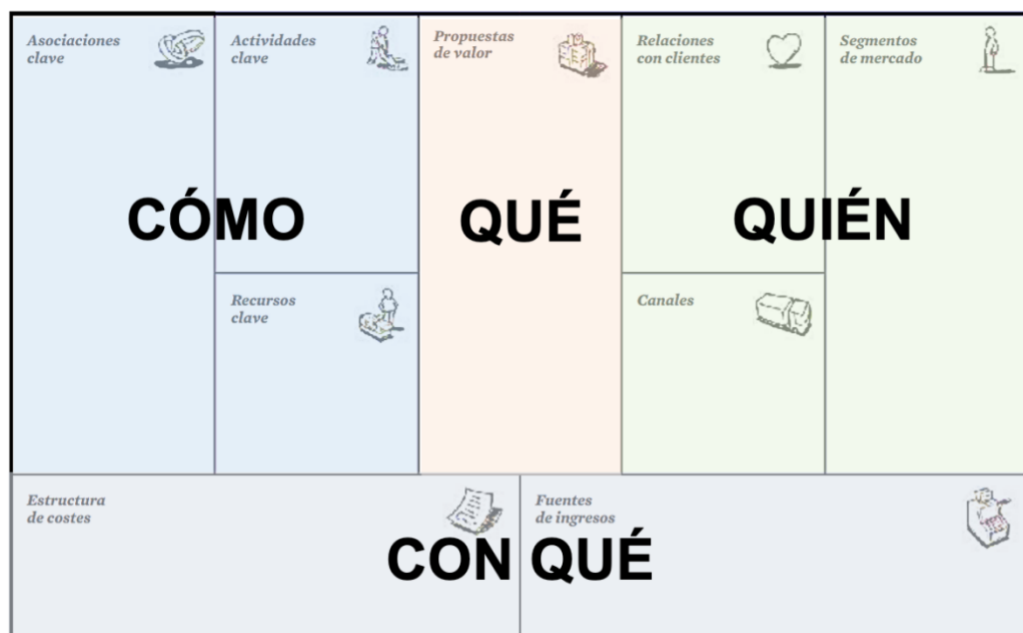 Asociaciones
clave
Actividades
clave
Propuestas
de valor
Relaciones
con clientes
Segmentos
de mercado
CÓMO
QUÉ
QUIÉN
Recursos
clave
Canales
Estructura
de costes
Fuentes
de ingresos
CON QUÉ